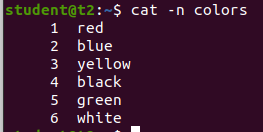 student@t2:~$ cat -n colors
1 red
2 blue
3 yellow
4 black
5 green
6 white